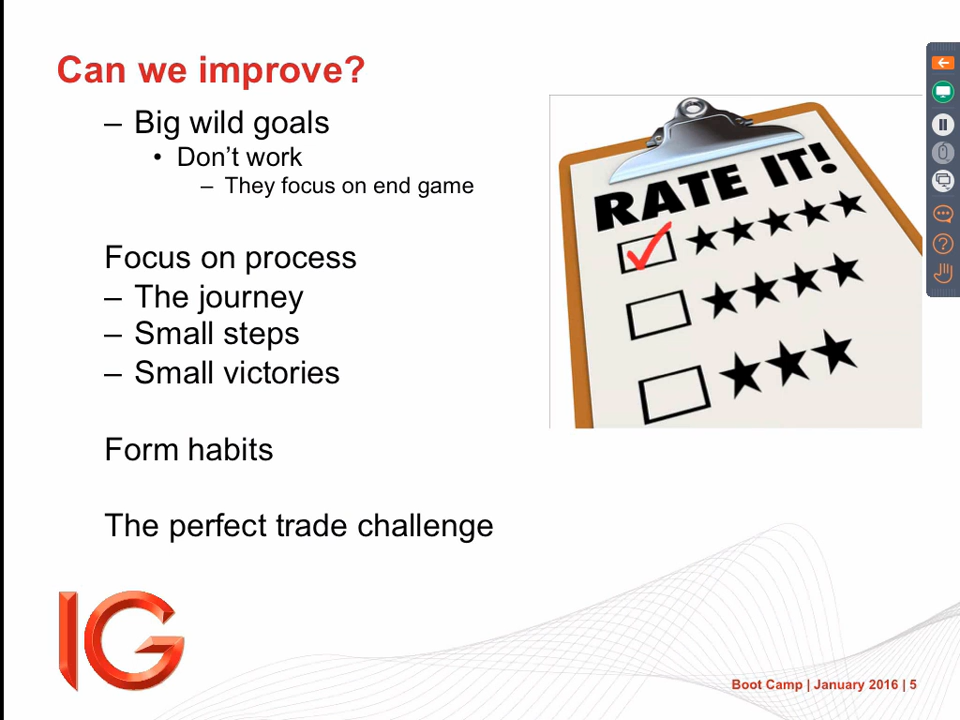 Can we improve?
– Big wild goals
• Don’t work
– They focus on end game
Focus on process
– The journey
– Small steps
– Small victories
Form habits
The perfect trade challenge
RATE IT!
IG
Boot Camp | January 2016 | 5